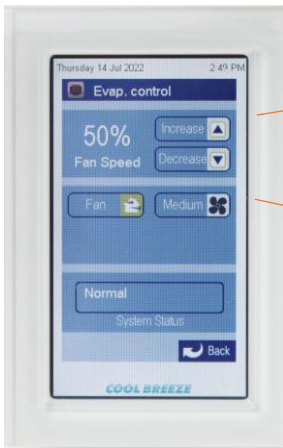 Thursday 14 Jul 2022 2:49 PM
Evap. control
50%
Fan Speed
Increase
Decrease
Fan
Medium
Normal
System Status
Back
COOL BREEZE